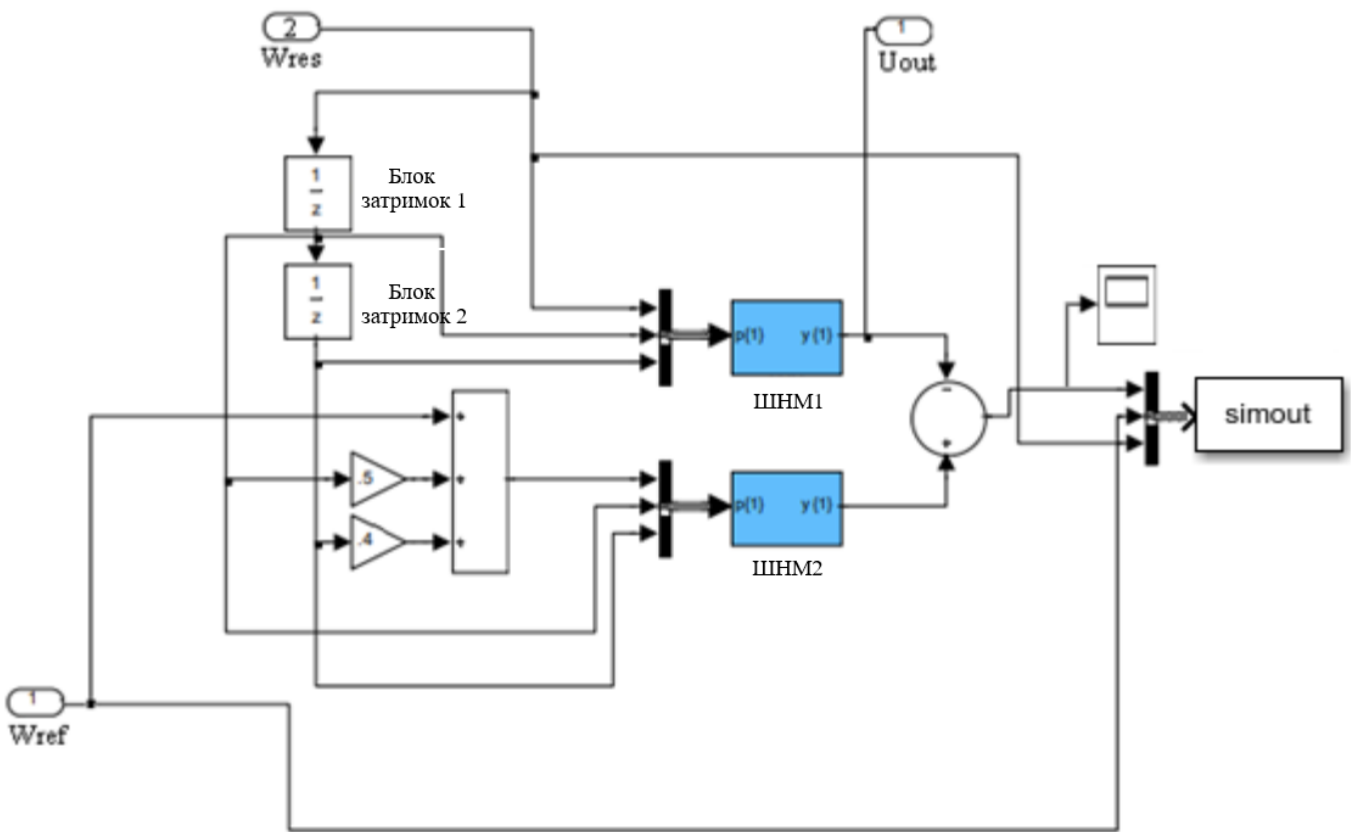 2
Wres
1
Uout
1
z
Блок
затримок 1
1
z
Блок
затримок 2
p{1} y{1}
ШНМ1
-
+
simout
+
.5
+
.4
+
p{1} y{1}
ШНМ2
1
Wref